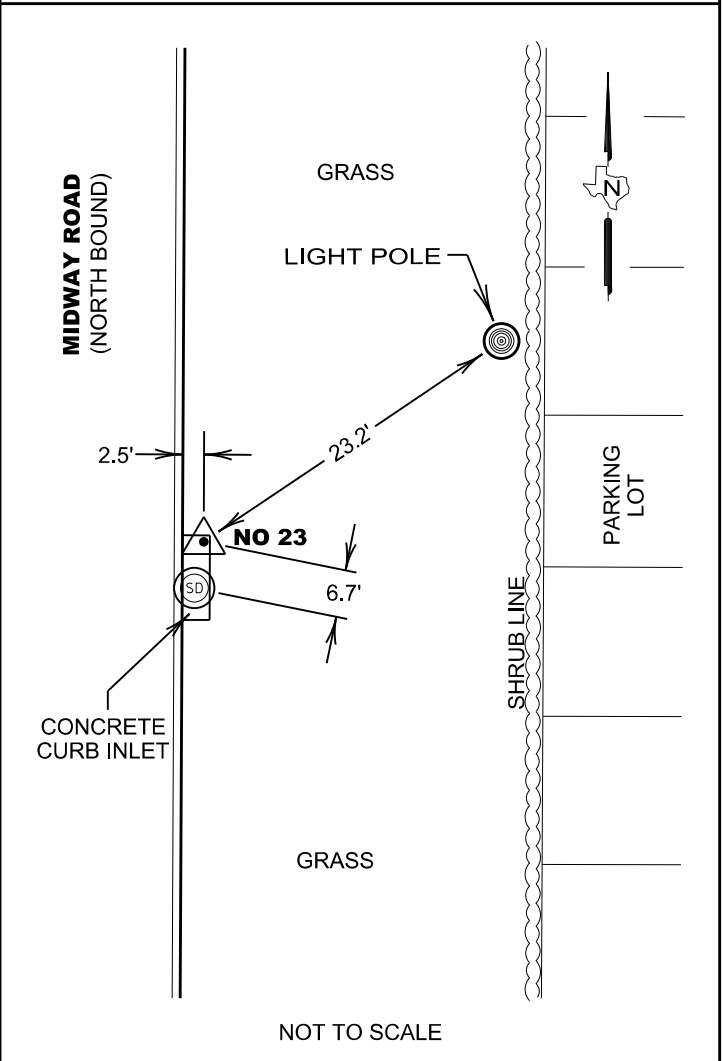 GRASS
MIDWAY ROAD
(NORTH BOUND)
N
LIGHT POLE
2.5'
23.2'
PARKING
LOT
NO 23
SD
6.7'
SHRUB LINE
CONCRETE
CURB INLET
GRASS
NOT TO SCALE